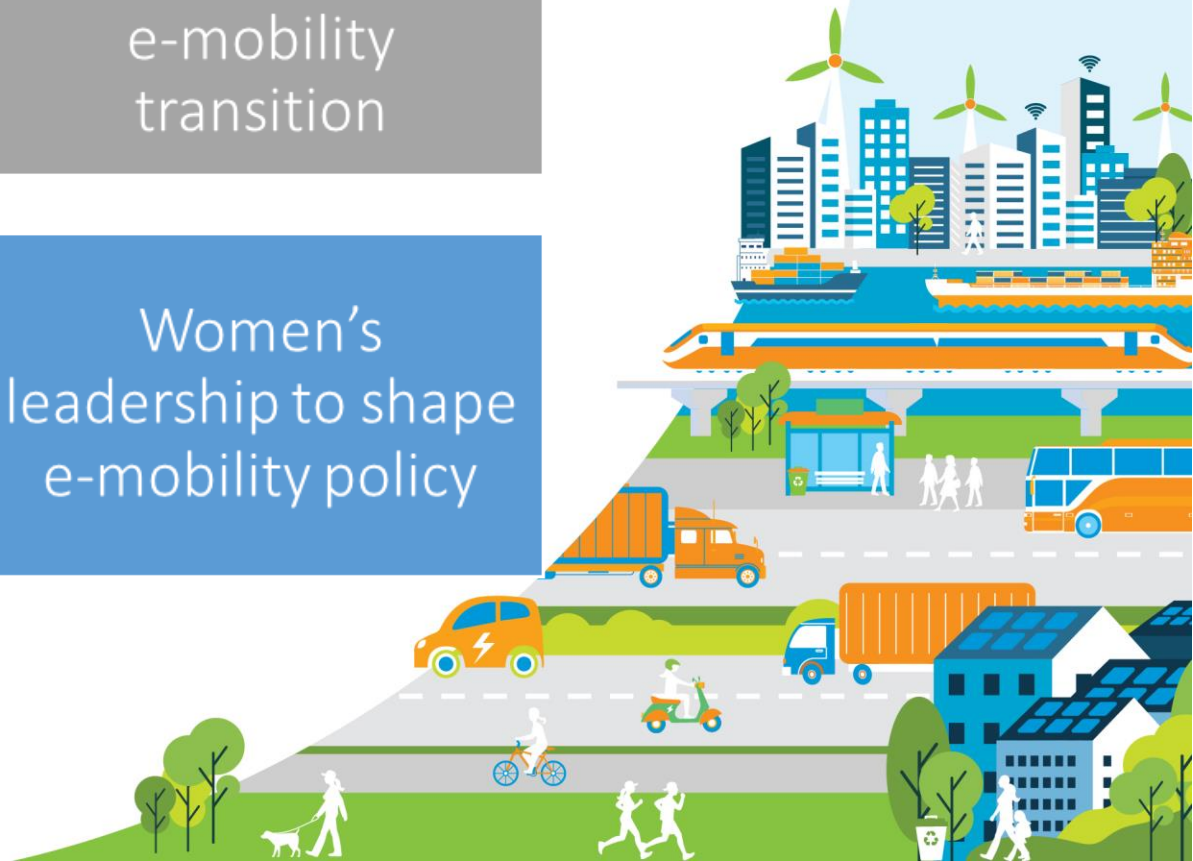 e-mobility
transition
Women’s
leadership to shape
e-mobility policy